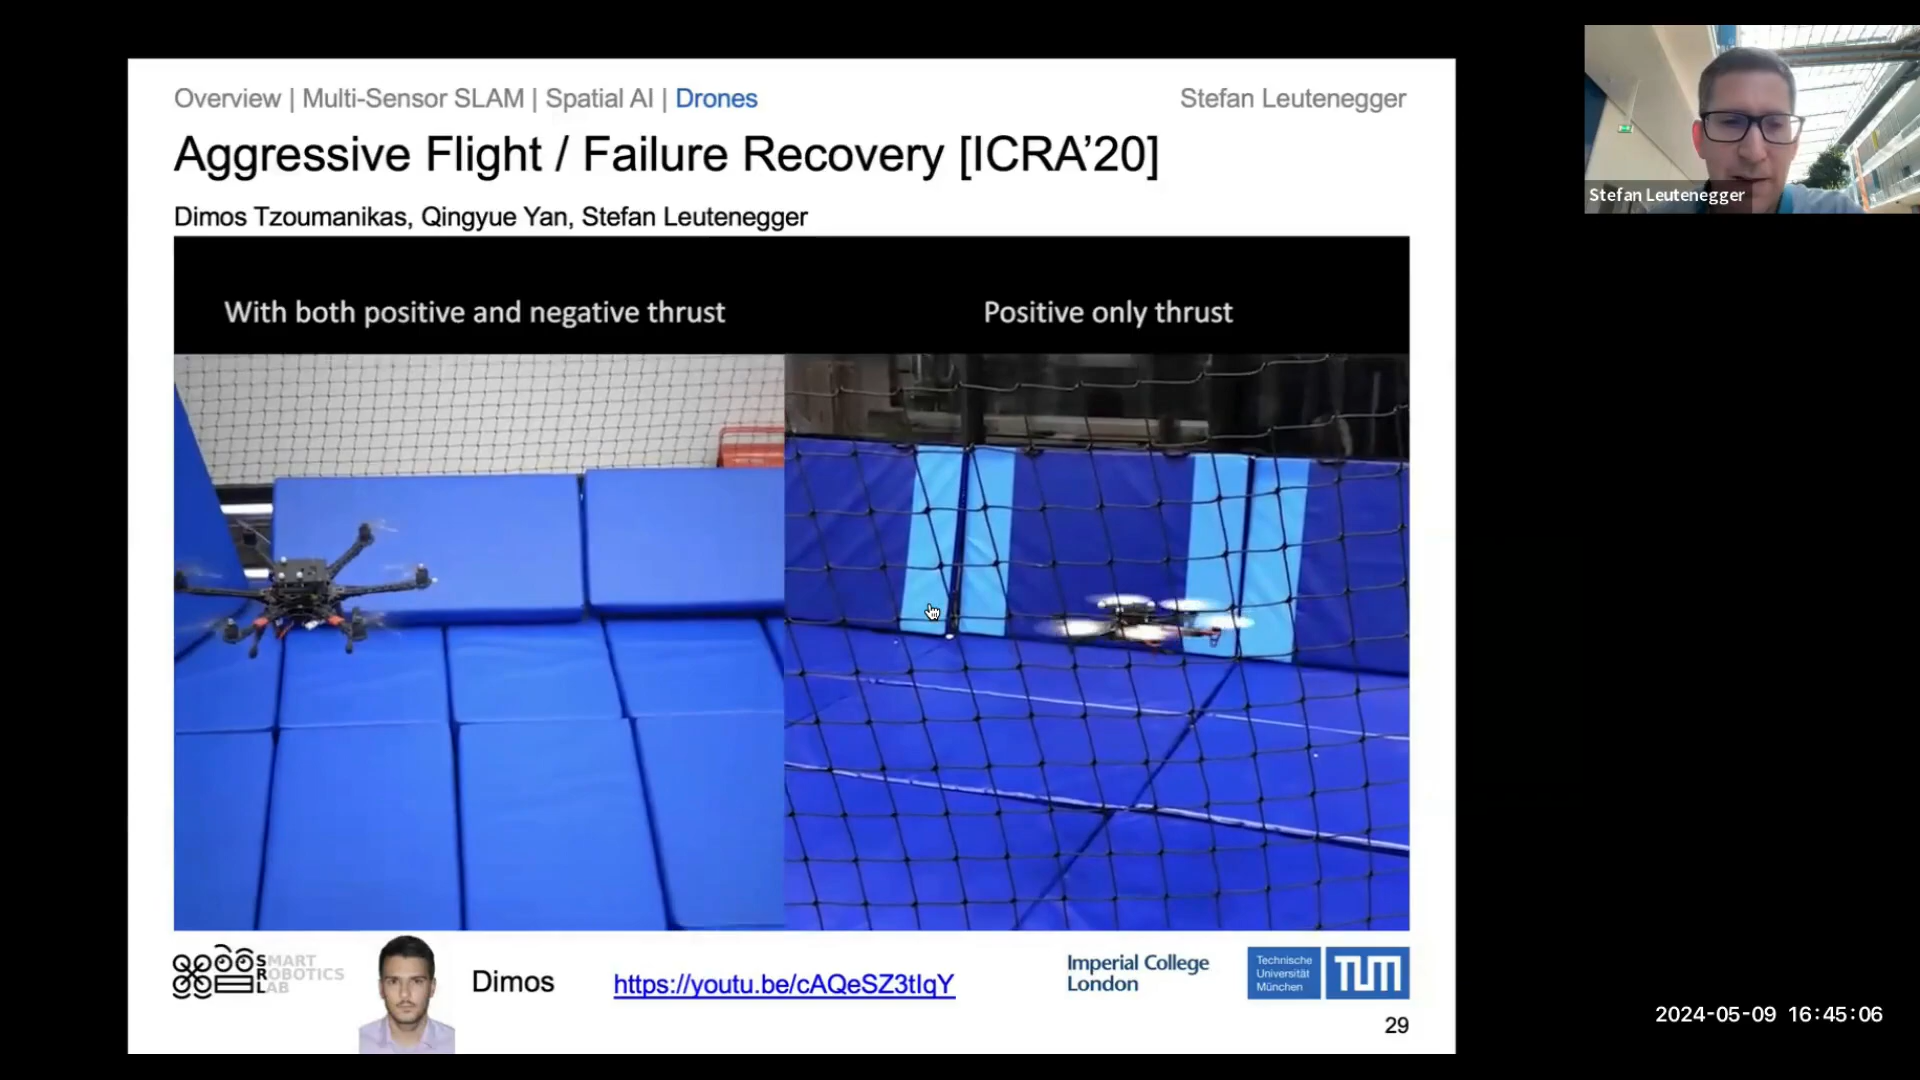 Overview | Multi-Sensor SLAM | Spatial AI | Drones
Stefan Leutenegger
Aggressive Flight / Failure Recovery [ICRA'20]
Dimos Tzoumanikas, Qingyue Yan, Stefan Leutenegger
With both positive and negative thrust
Positive only thrust
SMART
ROBOTICS
LAB
Dimos
https://youtu.be/cAQeSZ3tIqY
Imperial College
London
Technische
Universität
München
TUM
29
Stefan Leutenegger
2024-05-09 16:45:06